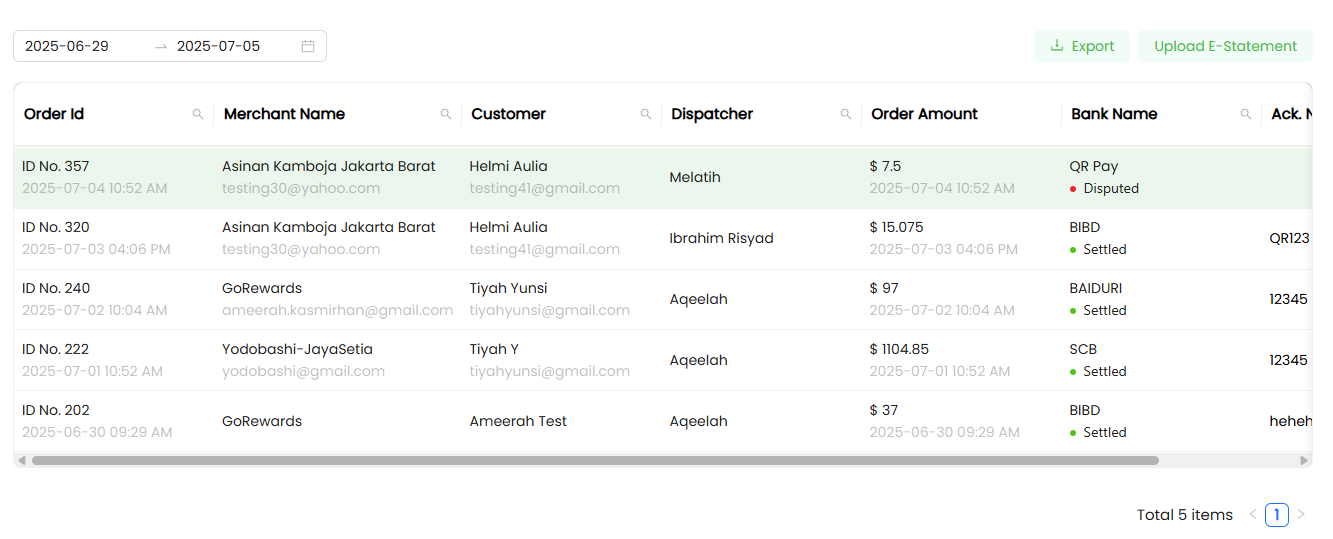 2025-06-29 → 2025-07-05 Export Upload E-Statement
Order Id Merchant Name Customer Dispatcher Order Amount Bank Name Ack. N
ID No. 357 Asinan Kamboja Jakarta Barat Helmi Aulia Melatih $ 7.5 QR Pay
2025-07-04 10:52 AM testing30@yahoo.com testing41@gmail.com 2025-07-04 10:52 AM Disputed
ID No. 320 Asinan Kamboja Jakarta Barat Helmi Aulia Ibrahim Risyad $ 15.075 BIBD QR123
2025-07-03 04:06 PM testing30@yahoo.com testing41@gmail.com 2025-07-03 04:06 PM Settled
ID No. 240 GoRewards Tiyah Yunsi Aqeelah $ 97 BAIDURI 12345
2025-07-02 10:04 AM ameerah.kasmirhan@gmail.com tiyahyunsi@gmail.com 2025-07-02 10:04 AM Settled
ID No. 222 Yodobashi-JayaSetia Tiyah Y Aqeelah $ 1104.85 SCB 12345
2025-07-01 10:52 AM yodobashi@gmail.com tiyahyunsi@gmail.com 2025-07-01 10:52 AM Settled
ID No. 202 GoRewards Ameerah Test Aqeelah $ 37 BIBD heheh
2025-06-30 09:29 AM 2025-06-30 09:29 AM Settled
Total 5 items < 1 >